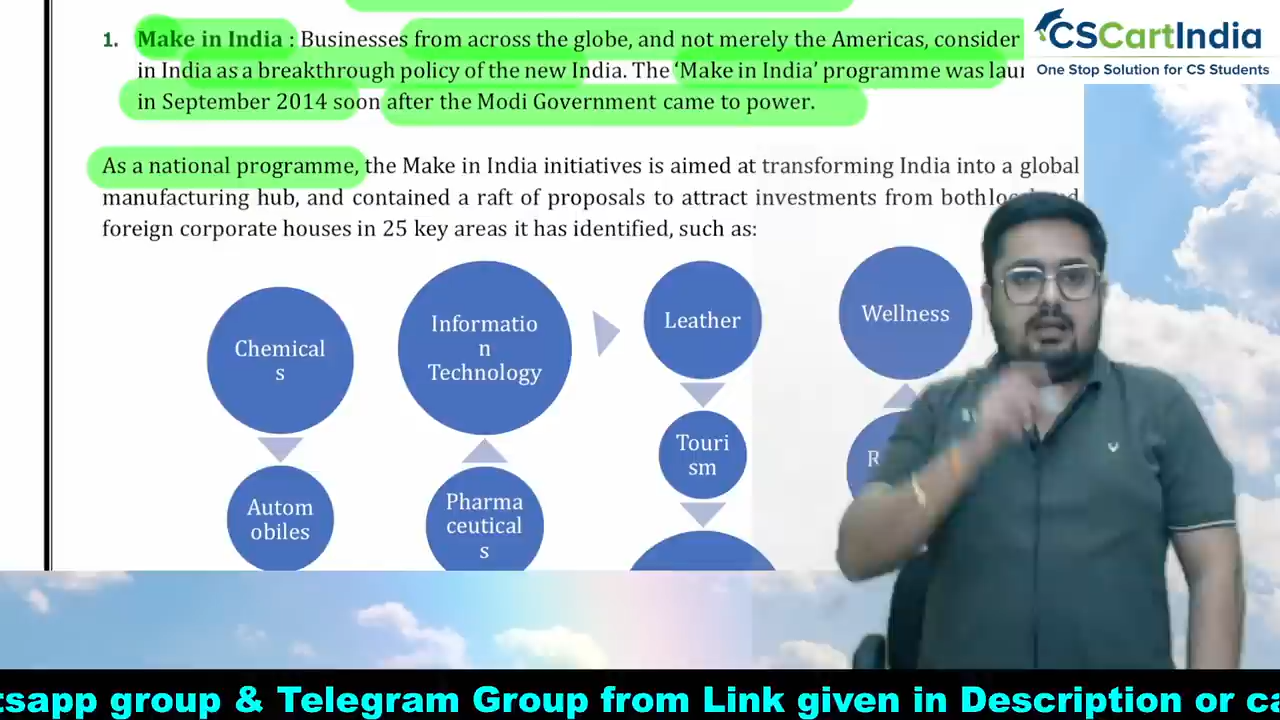 1. Make in India : Businesses from across the globe, and not merely the Americas, consider
in India as a breakthrough policy of the new India. The ‘Make in India’ programme was
in September 2014 soon after the Modi Government came to power.
CSCartIndia
One Stop Solution for CS Students
As a national programme, the Make in India initiatives is aimed at transforming India into a global
manufacturing hub, and contained a raft of proposals to attract investments from both
foreign corporate houses in 25 key areas it has identified, such as:
Chemical
s
Informatio
n
Technology
Leather
Wellness
Touri
sm
Autom
obiles
Pharma
ceutical
s
group & Telegram Group from Link given in Description or